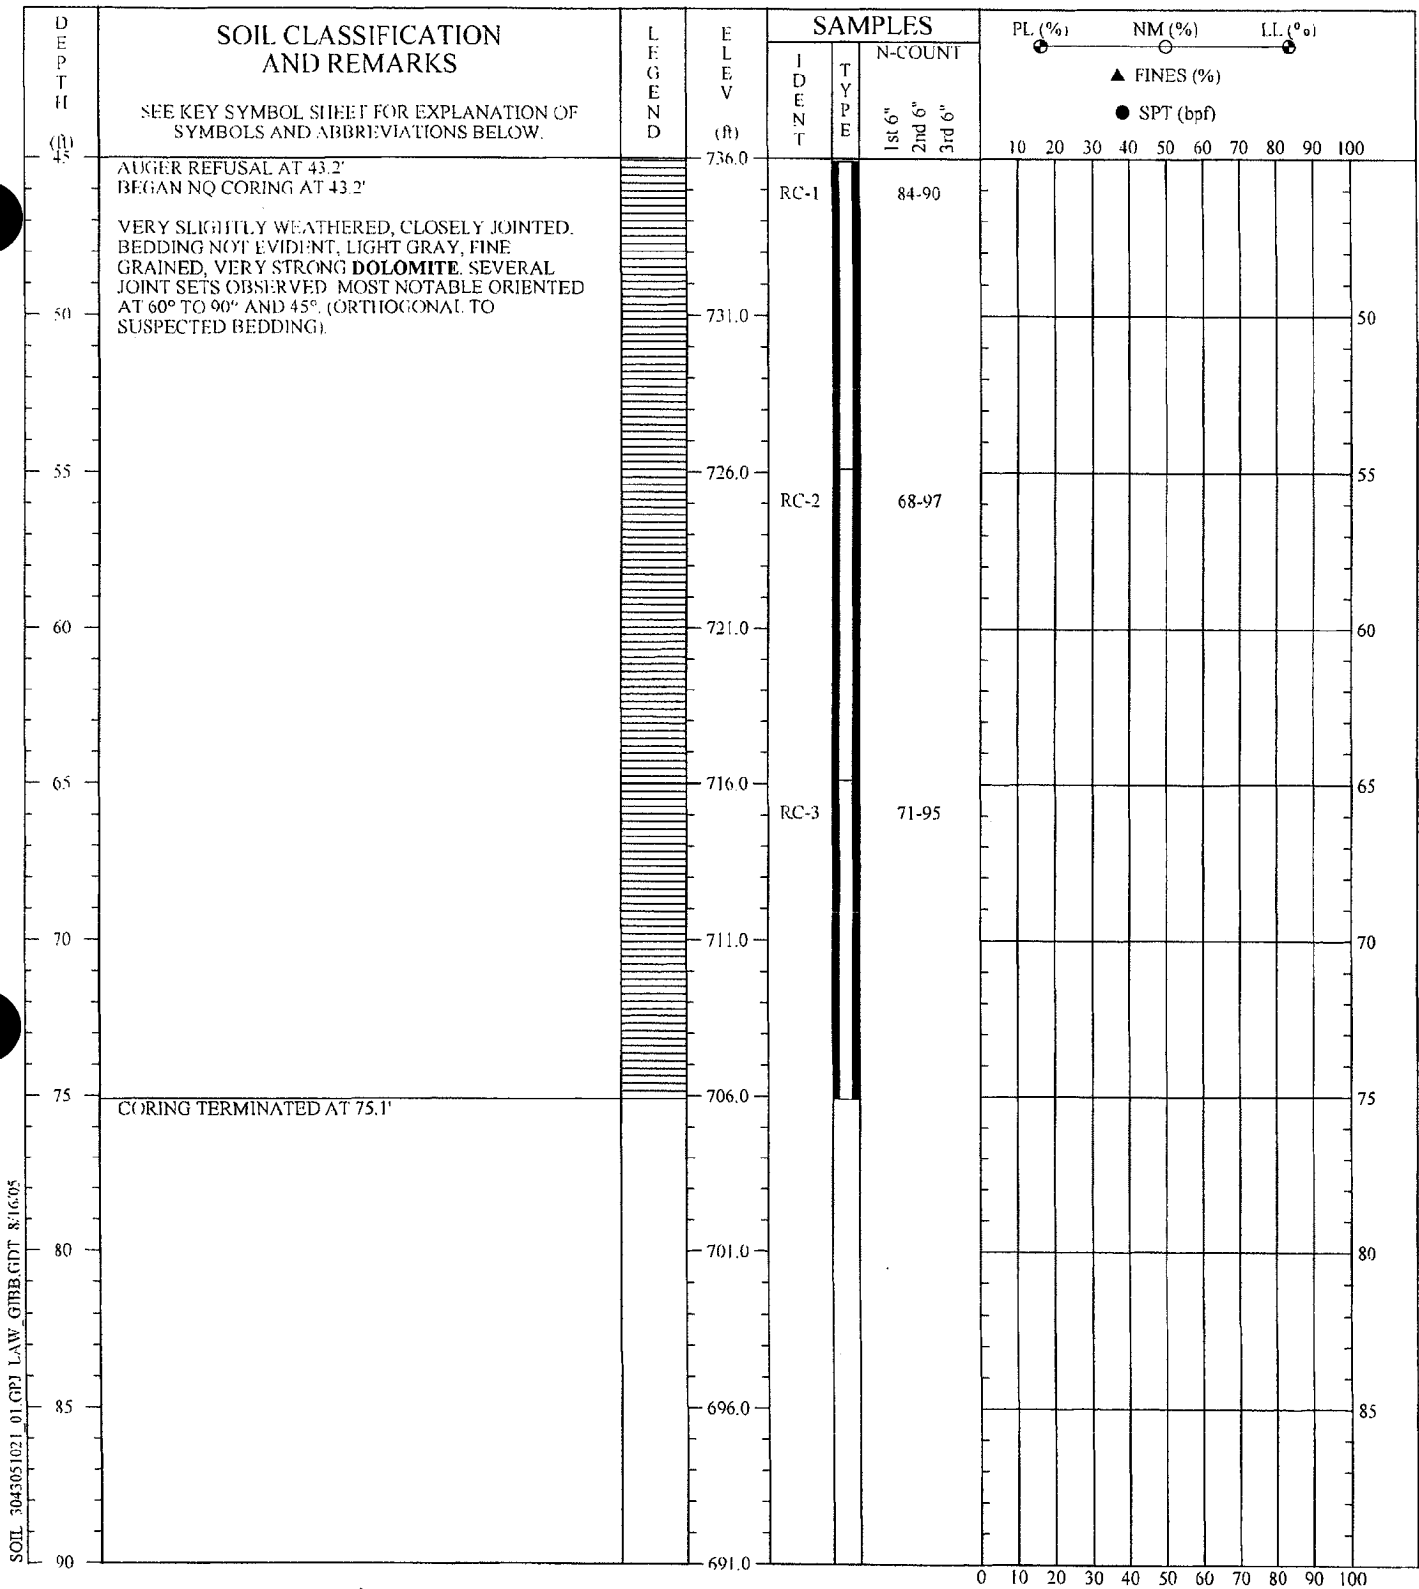 DEPTH (ft)
SOIL CLASSIFICATION
AND REMARKS
SEE KEY SYMBOL SHEET FOR EXPLANATION OF
SYMBOLS AND ABBREVIATIONS BELOW.
LEGEND
ELEV (ft)
SAMPLES
IDENT
TYPE
N-COUNT
1st 6"
2nd 6"
3rd 6"
PL (%) NM (%) LL (%)
▲ FINES (%)
● SPT (bpf)
10 20 30 40 50 60 70 80 90 100
45 736.0
AUGER REFUSAL AT 43.2'
BEGAN NQ CORING AT 43.2'
RC-1 84-90
VERY SLIGHTLY WEATHERED, CLOSELY JOINTED.
BEDDING NOT EVIDENT, LIGHT GRAY, FINE
GRAINED, VERY STRONG DOLOMITE. SEVERAL
JOINT SETS OBSERVED MOST NOTABLE ORIENTED
AT 60° TO 90° AND 45°. (ORTHOGONAL TO
SUSPECTED BEDDING).
50 731.0 50
55 726.0 55
RC-2 68-97
60 721.0 60
65 716.0 65
RC-3 71-95
70 711.0 70
75 706.0 75
CORING TERMINATED AT 75.1'
80 701.0 80
85 696.0 85
90 691.0
0 10 20 30 40 50 60 70 80 90 100
SOIL 3043051021_01.GPJ LAW_GIBB.GDT 8/16/05